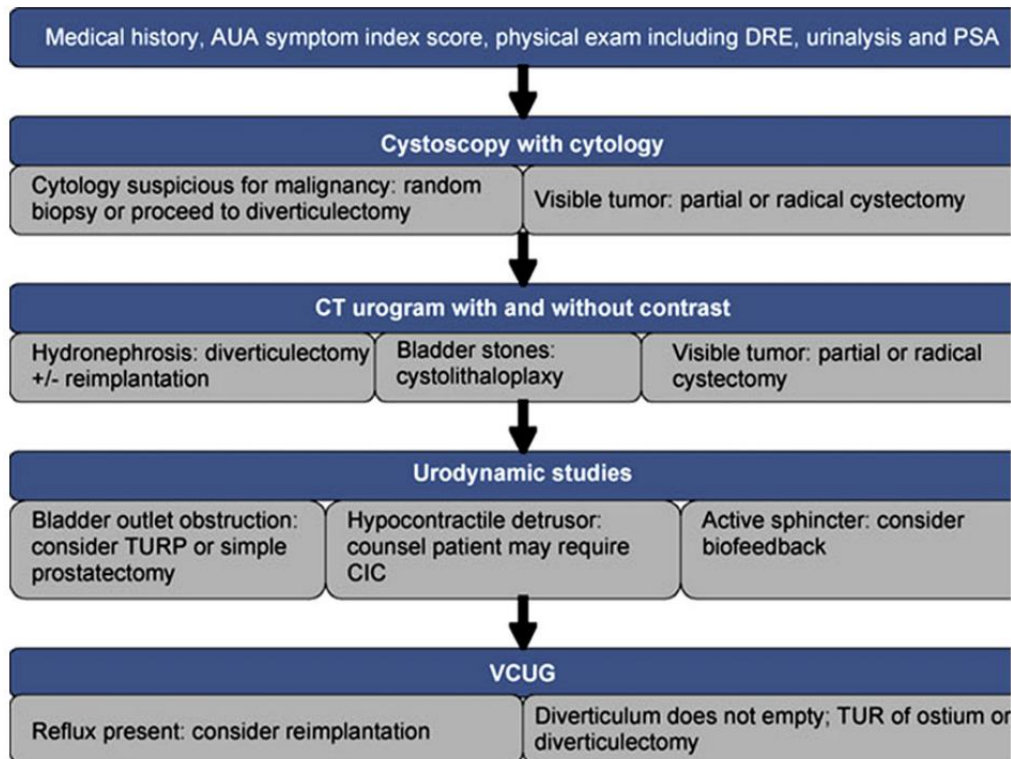 Medical history, AUA symptom index score, physical exam including DRE, urinalysis and PSA
Cystoscopy with cytology
Cytology suspicious for malignancy: random
biopsy or proceed to diverticulectomy
Visible tumor: partial or radical cystectomy
CT urogram with and without contrast
Hydronephrosis: diverticulectomy
+/- reimplantation
Bladder stones:
cystolithaloplaxy
Visible tumor: partial or radical
cystectomy
Urodynamic studies
Bladder outlet obstruction:
consider TURP or simple
prostatectomy
Hypocontractile detrusor:
counsel patient may require
CIC
Active sphincter: consider
biofeedback
VCUG
Reflux present: consider reimplantation
Diverticulum does not empty; TUR of ostium or
diverticulectomy